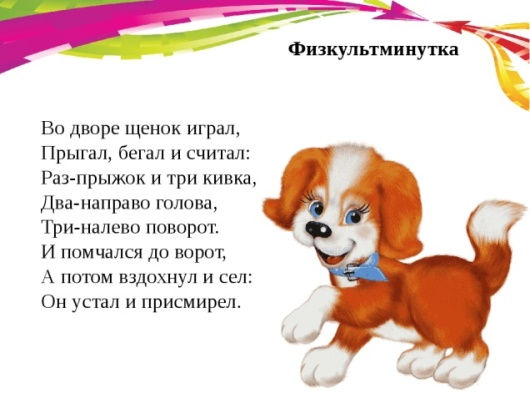 Физкультминутка
Во дворе щенок играл,
Прыгал, бегал и считал:
Раз-прыжок и три кивка,
Два-направо голова,
Три-налево поворот.
И помчался до ворот,
А потом вздохнул и сел:
Он устал и присмирел.